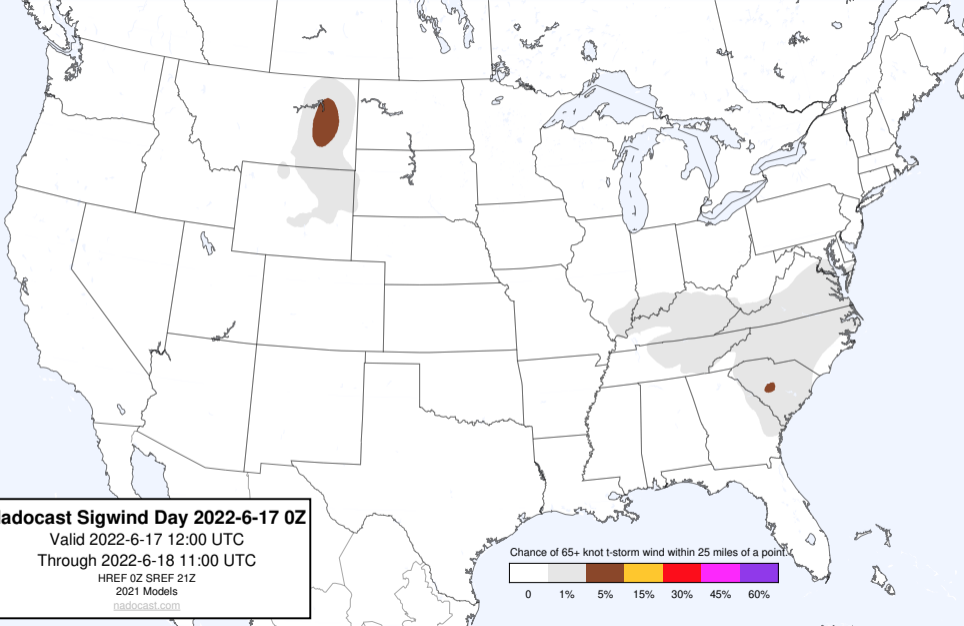 adocast Sigwind Day 2022-6-17 0Z
Valid 2022-6-17 12:00 UTC
Through 2022-6-18 11:00 UTC
HREF 0Z SREF 21Z
2021 Models
nadocast.com
Chance of 65+ knot t-storm wind within 25 miles of a point.
0 1% 5% 15% 30% 45% 60%